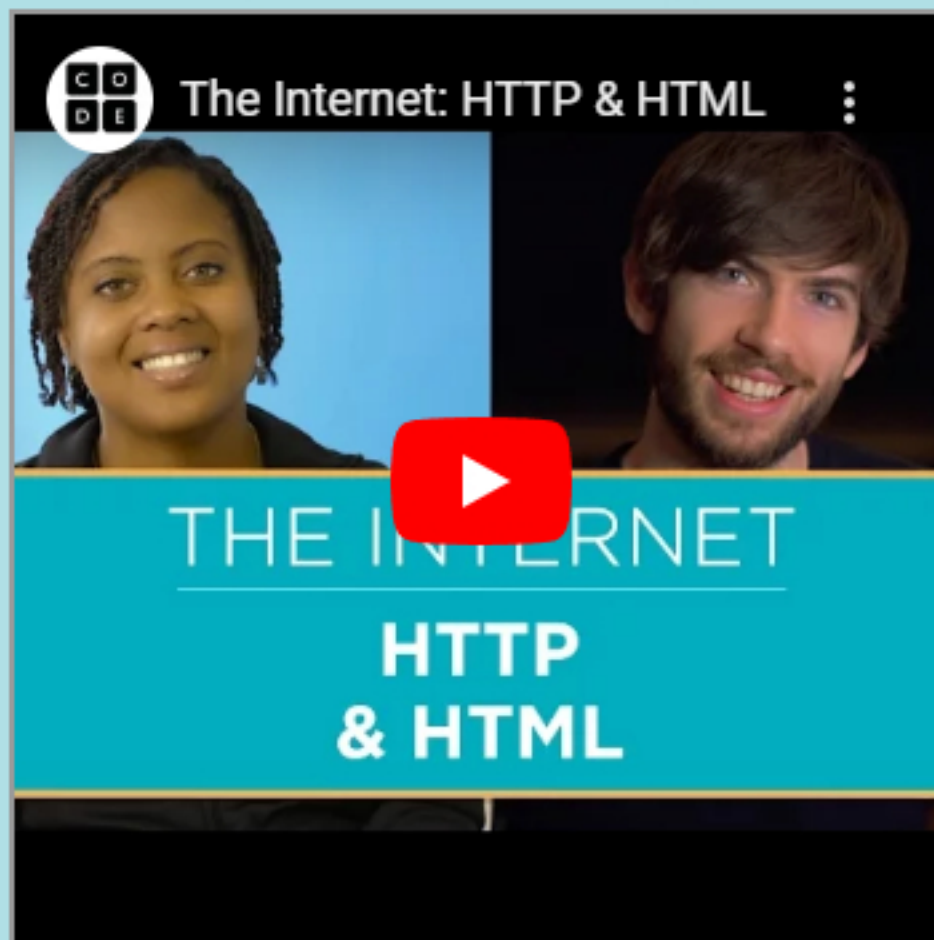 C O
D E
The Internet: HTTP & HTML
THE INTERNET
HTTP
& HTML